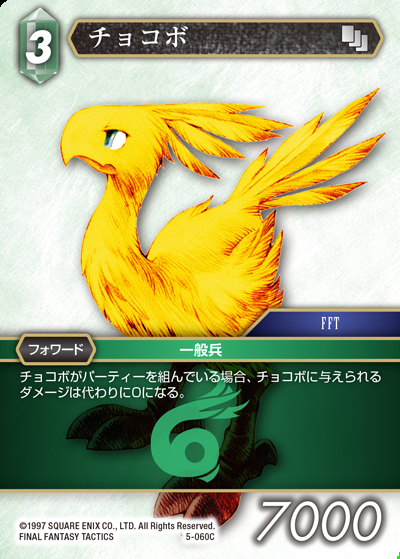 3
チョコボ
FFT
フォワード
一般兵
チョコボがパーティーを組んでいる場合、チョコボに与えられる
ダメージは代わりに0になる。
©1997 SQUARE ENIX CO., LTD. All Rights Reserved.
FINAL FANTASY TACTICS
5-060C
7000